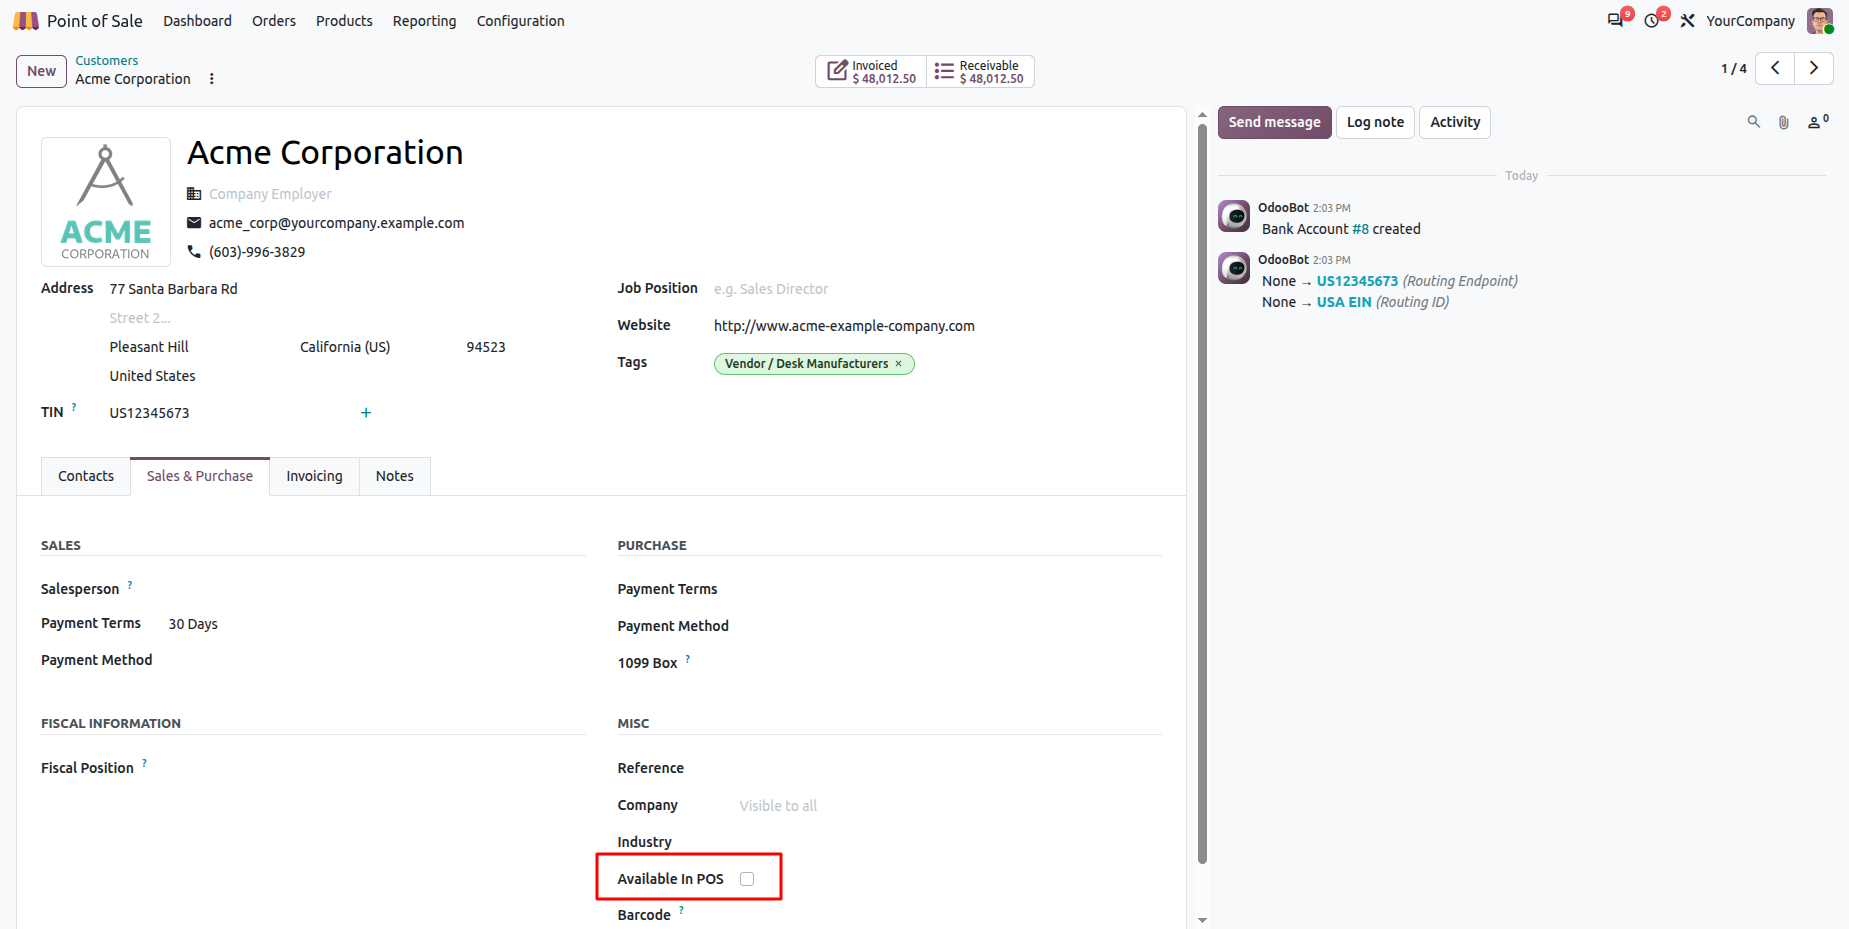 Point of Sale Dashboard Orders Products Reporting Configuration 9 2 YourCompany
New Customers
Acme Corporation
Invoiced
$ 48,012.50
Receivable
$ 48,012.50
1 / 4
Acme Corporation
ACME
CORPORATION
Company Employer
acme_corp@yourcompany.example.com
(603)-996-3829
Address 77 Santa Barbara Rd
Street 2...
Pleasant Hill California (US) 94523
United States
TIN ? US12345673 +
Job Position e.g. Sales Director
Website http://www.acme-example-company.com
Tags Vendor / Desk Manufacturers ×
Contacts Sales & Purchase Invoicing Notes
SALES
Salesperson ?
Payment Terms 30 Days
Payment Method
PURCHASE
Payment Terms
Payment Method
1099 Box ?
FISCAL INFORMATION
Fiscal Position ?
MISC
Reference
Company Visible to all
Industry
Available In POS
Barcode ?
Send message Log note Activity 0
Today
OdooBot 2:03 PM
Bank Account #8 created
OdooBot 2:03 PM
None → US12345673 (Routing Endpoint)
None → USA EIN (Routing ID)